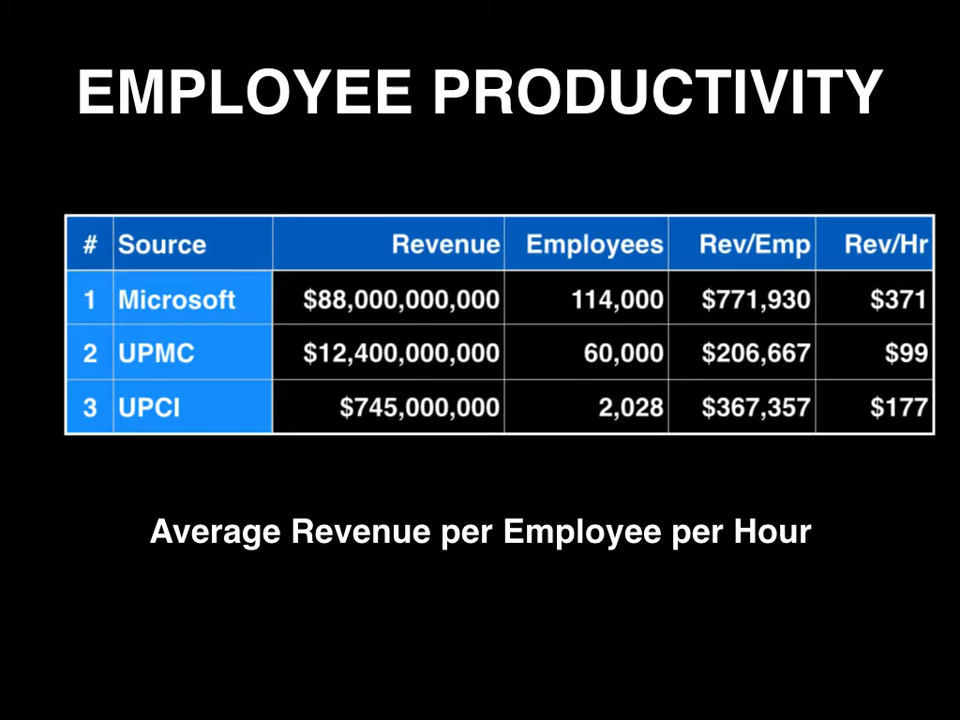 EMPLOYEE PRODUCTIVITY
# Source Revenue Employees Rev/Emp Rev/Hr
1 Microsoft $88,000,000,000 114,000 $771,930 $371
2 UPMC $12,400,000,000 60,000 $206,667 $99
3 UPCI $745,000,000 2,028 $367,357 $177
Average Revenue per Employee per Hour